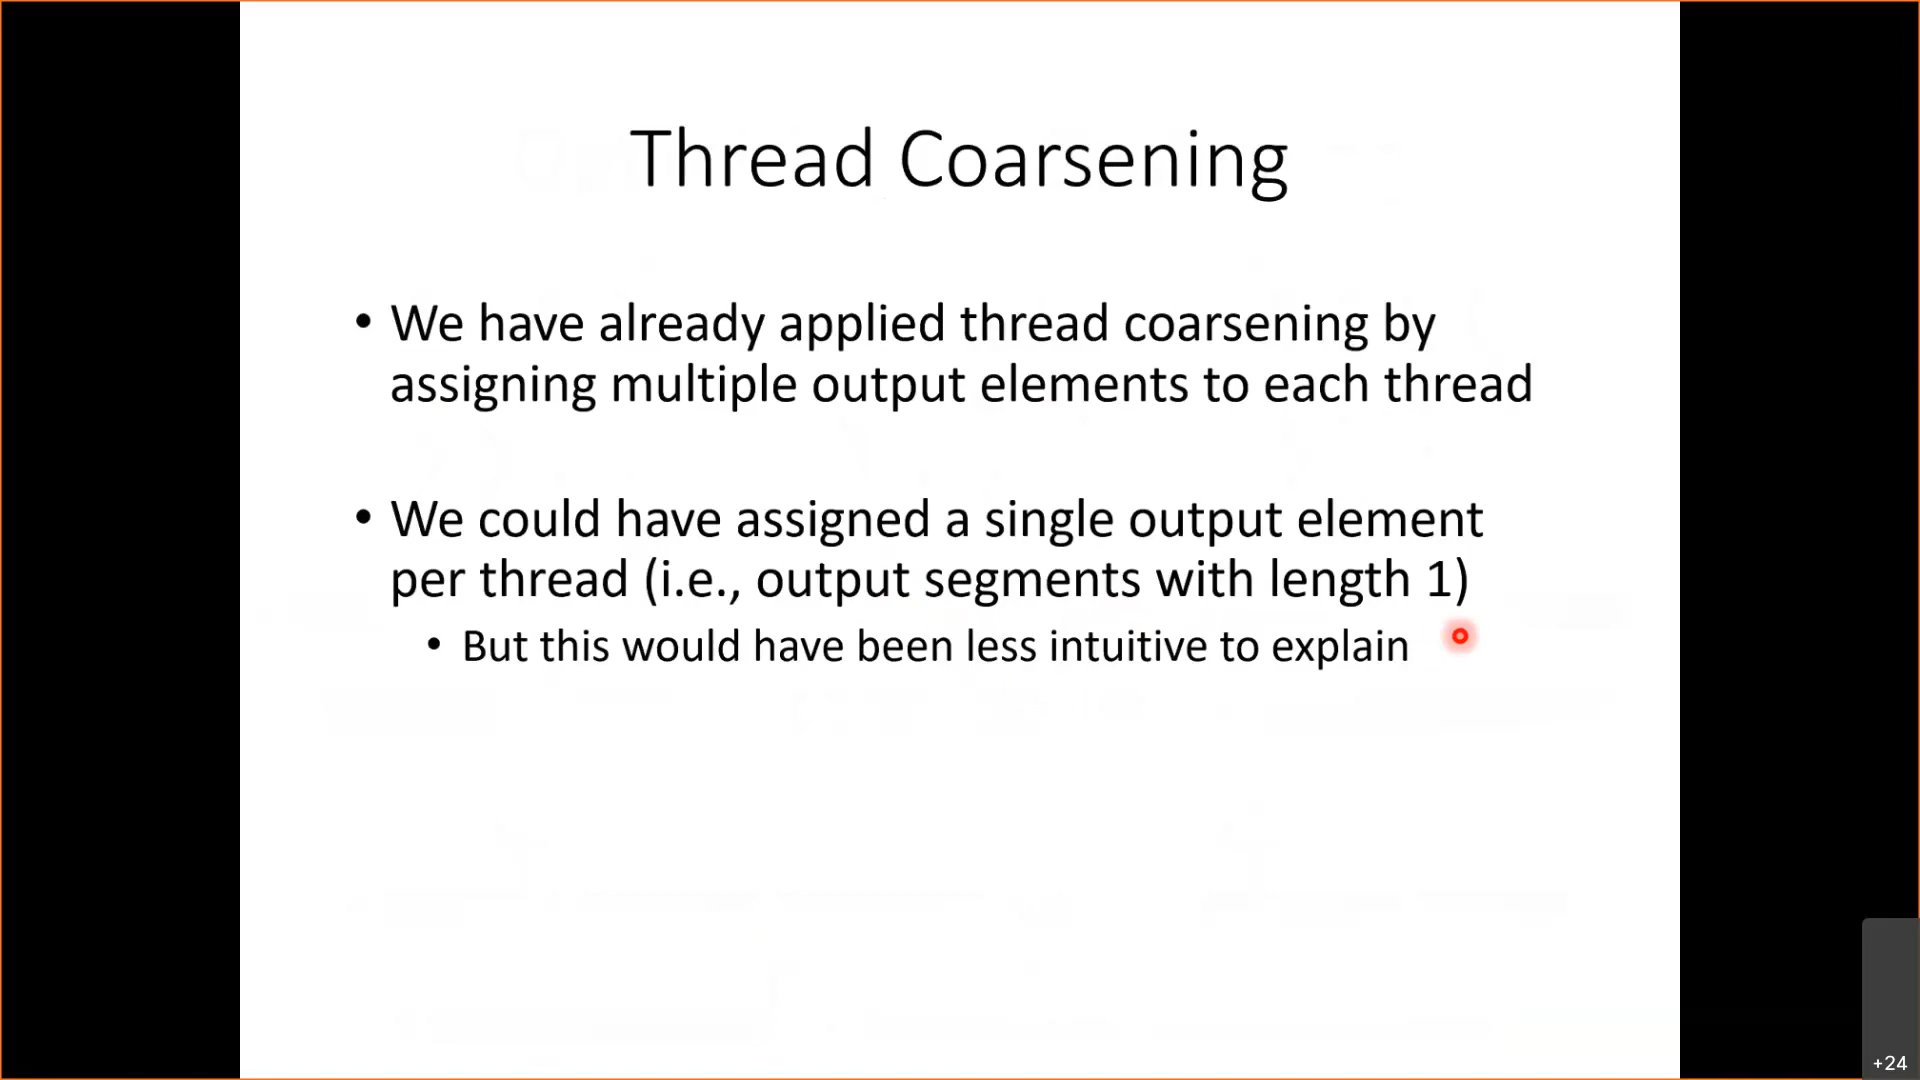 Thread Coarsening
• We have already applied thread coarsening by
assigning multiple output elements to each thread
• We could have assigned a single output element
per thread (i.e., output segments with length 1)
• But this would have been less intuitive to explain
+24